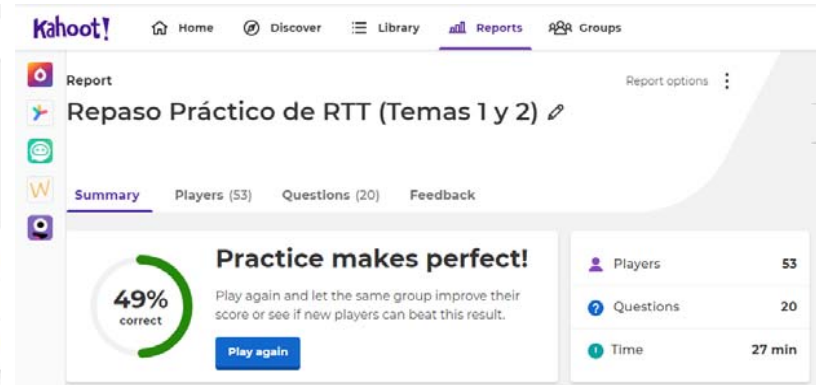 Kahoot! Home Discover Library Reports Groups
Report
Report options
Repaso Práctico de RTT (Temas 1 y 2)
Summary Players (53) Questions (20) Feedback
49%
correct
Practice makes perfect!
Play again and let the same group improve their
score or see if new players can beat this result.
Play again
Players 53
Questions 20
Time 27 min